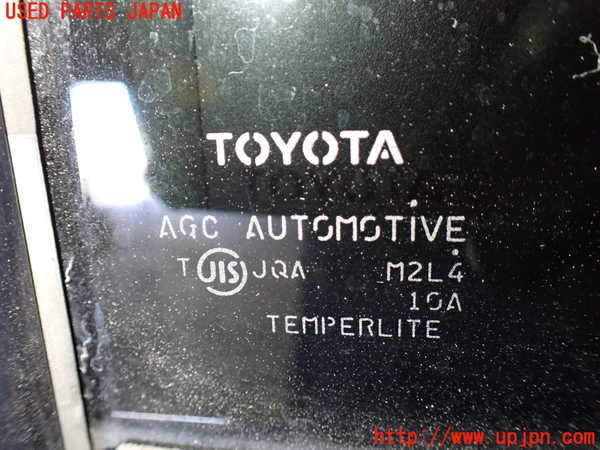 USED PARTS JAPAN
TOYOTA
AGC AUTOMOTIVE
T JIS JQA M2L4
10A
TEMPERLITE
http://www.upjpn.com/